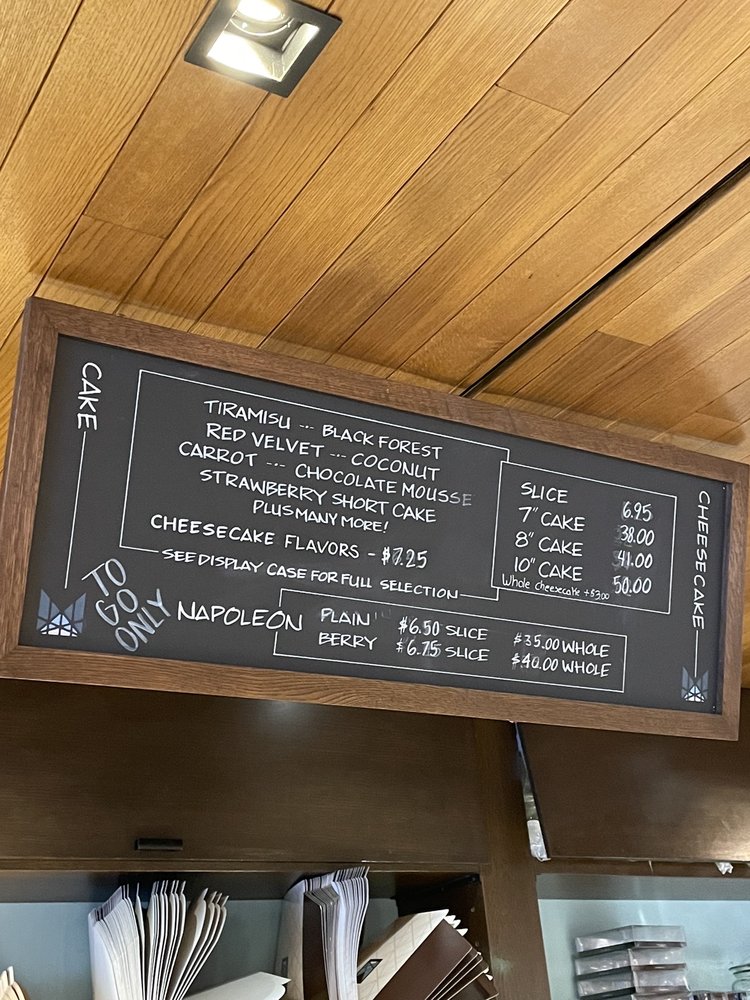 CAKE
TIRAMISU --- BLACK FOREST
RED VELVET --- COCONUT
CARROT --- CHOCOLATE MOUSSE
STRAWBERRY SHORT CAKE
PLUS MANY MORE!
CHEESECAKE FLAVORS - $7.25
SEE DISPLAY CASE FOR FULL SELECTION
SLICE 6.95
7" CAKE 38.00
8" CAKE 41.00
10" CAKE 50.00
Whole cheesecake + $3.00
CHEESECAKE
TO GO ONLY
NAPOLEON
PLAIN $6.50 SLICE $35.00 WHOLE
BERRY $6.75 SLICE $40.00 WHOLE